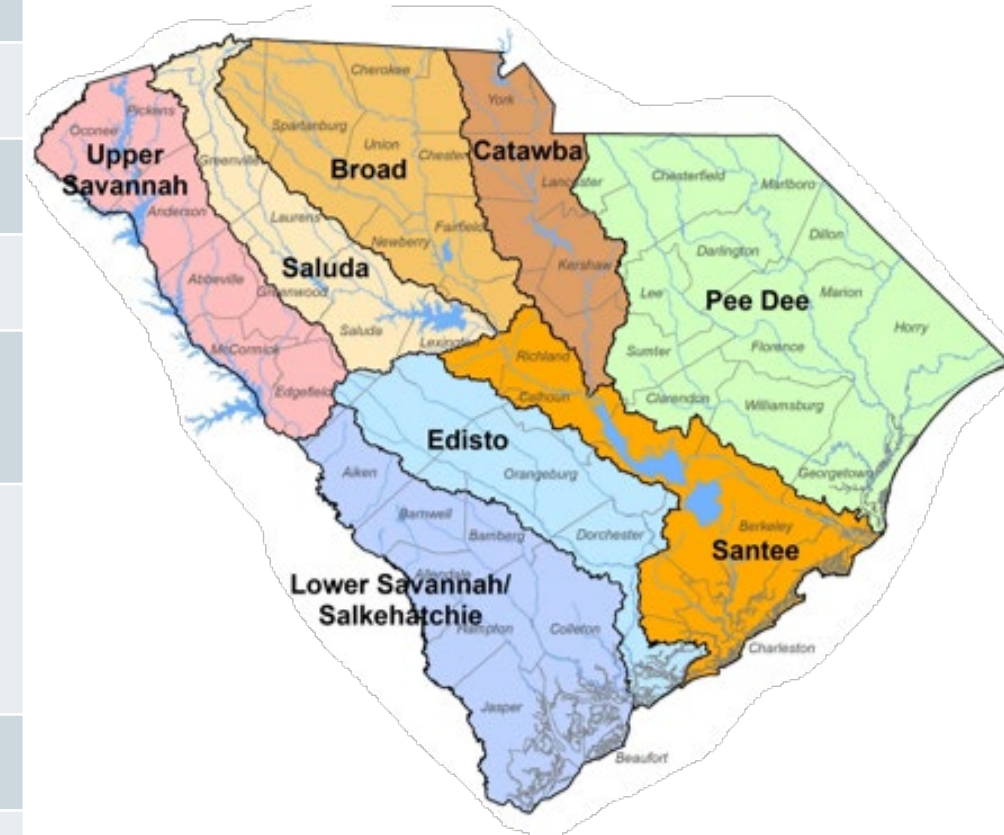 Cherokee
York
Pickens
Oconee
Spartanburg
Union
Upper
Savannah
Greenville
Broad
Chester
Catawba
Lancaster
Chesterfield
Marlboro
Anderson
Laurens
Fairfield
Newberry
Dillon
Darlington
Saluda
Kershaw
Abbeville
Greenwood
Lee
Pee Dee
Marion
Horry
Saluda
Lexington
Richland
Sumter
Florence
McCormick
Edgefield
Calhoun
Clarendon
Williamsburg
Edisto
Aiken
Orangeburg
Georgetown
Barnwell
Bamberg
Dorchester
Berkeley
Santee
Allendale
Lower Savannah/
Salkehatchie
Hampton
Colleton
Charleston
Jasper
Beaufort